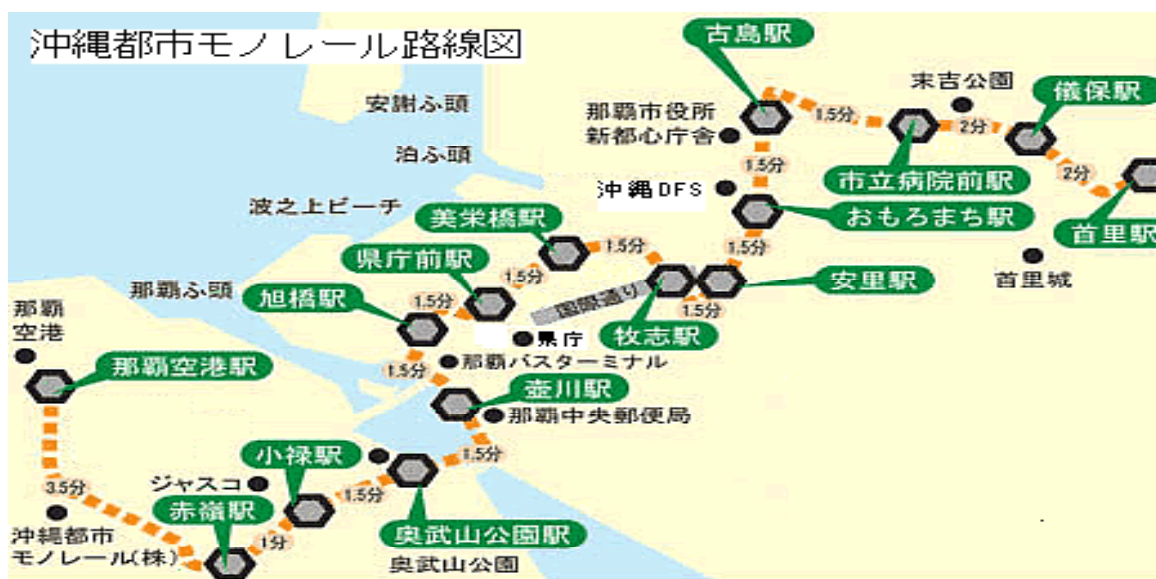 沖縄都市モノレール路線図
古島駅
末吉公園
儀保駅
安謝ふ頭
那覇市役所
新都心庁舎
1.5分
2分
泊ふ頭
1.5分
市立病院前駅
2分
沖縄DFS
おもろまち駅
首里駅
波之上ビーチ
美栄橋駅
1.5分
1.5分
県庁前駅
1.5分
安里駅
首里城
那覇ふ頭
旭橋駅
1.5分
国際通り
1.5分
牧志駅
那覇
空港
県庁
那覇空港駅
1.5分
那覇バスターミナル
壺川駅
那覇中央郵便局
小禄駅
1.5分
3.5分
ジャスコ
1.5分
赤嶺駅
奥武山公園駅
沖縄都市
モノレール(株)
1分
奥武山公園